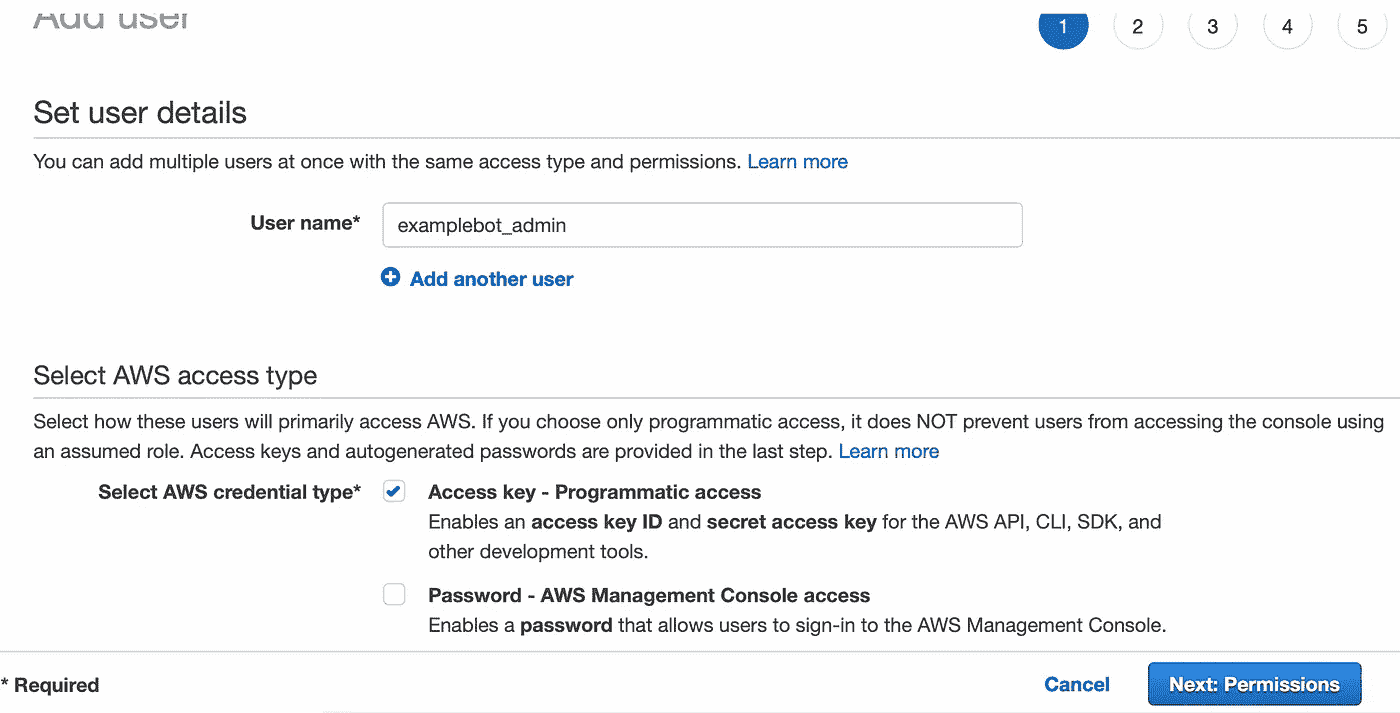 Add user
1 2 3 4 5
Set user details
You can add multiple users at once with the same access type and permissions. Learn more
User name* examplebot_admin
Add another user
Select AWS access type
Select how these users will primarily access AWS. If you choose only programmatic access, it does NOT prevent users from accessing the console using
an assumed role. Access keys and autogenerated passwords are provided in the last step. Learn more
Select AWS credential type* Access key - Programmatic access
Enables an access key ID and secret access key for the AWS API, CLI, SDK, and
other development tools.
Password - AWS Management Console access
Enables a password that allows users to sign-in to the AWS Management Console.
* Required Cancel Next: Permissions